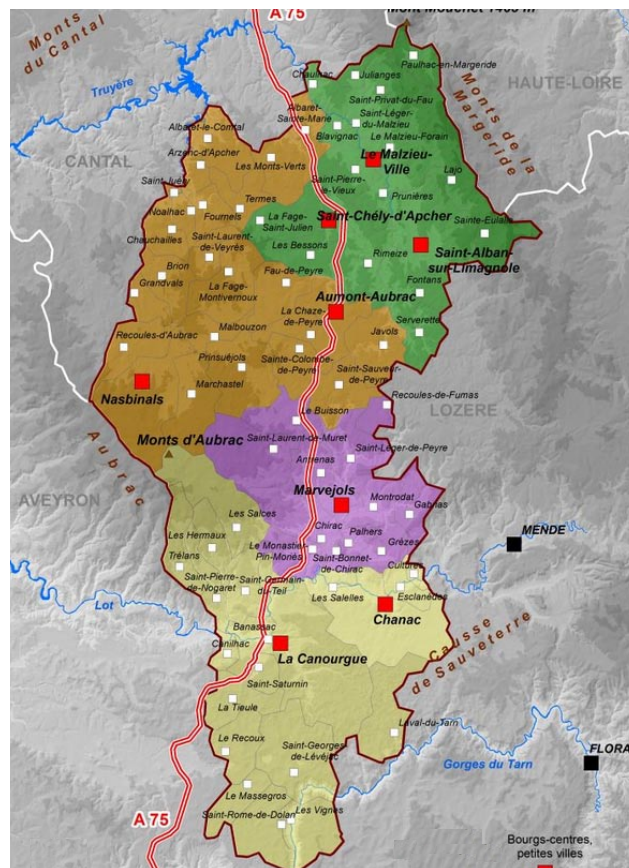 A 75
Mont Mouchet 1465 m
Monts
du Cantal
Paulhac-en-Margeride
Julianges
Chaulhac
Truyère
HAUTE-LOIRE
Monts de la
Margeride
Saint-Privat-du-Fau
Saint-Léger-
du-Malzieu
Albaret-
Sainte-Marie
Albaret-le-Comtal
Blavignac
Le Malzieu-Forain
CANTAL
Arzenc-d'Apcher
Les Monts-Verts
Le Malzieu-
Ville
Saint-Pierre-
le-Vieux
Lajo
Saint-Juéry
Termes
Prunières
Noalhac
Fournels
La Fage-
Saint-Julien
Saint-Chély-d'Apcher
Sainte-Eulalie
Chauchailles
Saint-Laurent-
de-Veyrès
Les Bessons
Rimeize
Saint-Alban-
sur-Limagnole
Brion
Fau-de-Peyre
Grandvals
La Fage-
Montivernoux
Fontans
Aumont-Aubrac
La Chaze-
de-Peyre
Malbouzon
Javols
Serverette
Recoules-d'Aubrac
Prinsuéjols
Sainte-Colombe-
de-Peyre
Saint-Sauveur-
de-Peyre
Marchastel
Nasbinals
Recoules-de-Fumas
Le Buisson
LOZERE
Aubrac
Monts d'Aubrac
Saint-Laurent-de-Muret
Saint-Léger-de-Peyre
Antrenas
AVEYRON
Marvejols
Montrodat
Gabrias
Les Salces
Chirac
Palhers
MENDE
Les Hermaux
Le Monastier-
Pin-Moriès
Grèzes
Trélans
Saint-Bonnet-
de-Chirac
Cultures
Saint-Pierre-
de-Nogaret
Saint-Germain-
du-Teil
Les Salelles
Esclanèdes
Lot
Chanac
Banassac
Causse
de Sauveterre
Canilhac
La Canourgue
Saint-Saturnin
La Tieule
Laval-du-Tarn
Le Recoux
Saint-Georges-
de-Lévéjac
FLORA
Gorges du Tarn
Le Massegros
Les Vignes
Saint-Rome-de-Dolan
A 75
Bourgs-centres,
petites villes